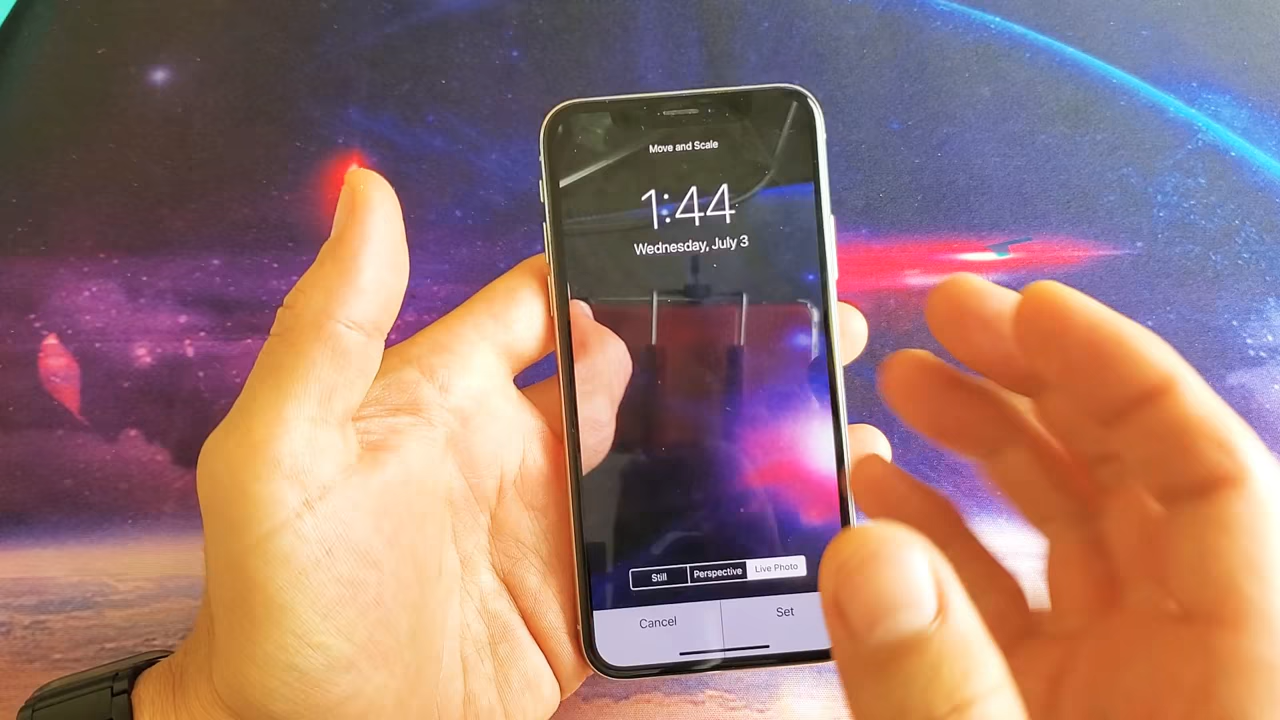 Move and Scale
1:44
Wednesday, July 3
Still Perspective Live Photo
Cancel Set